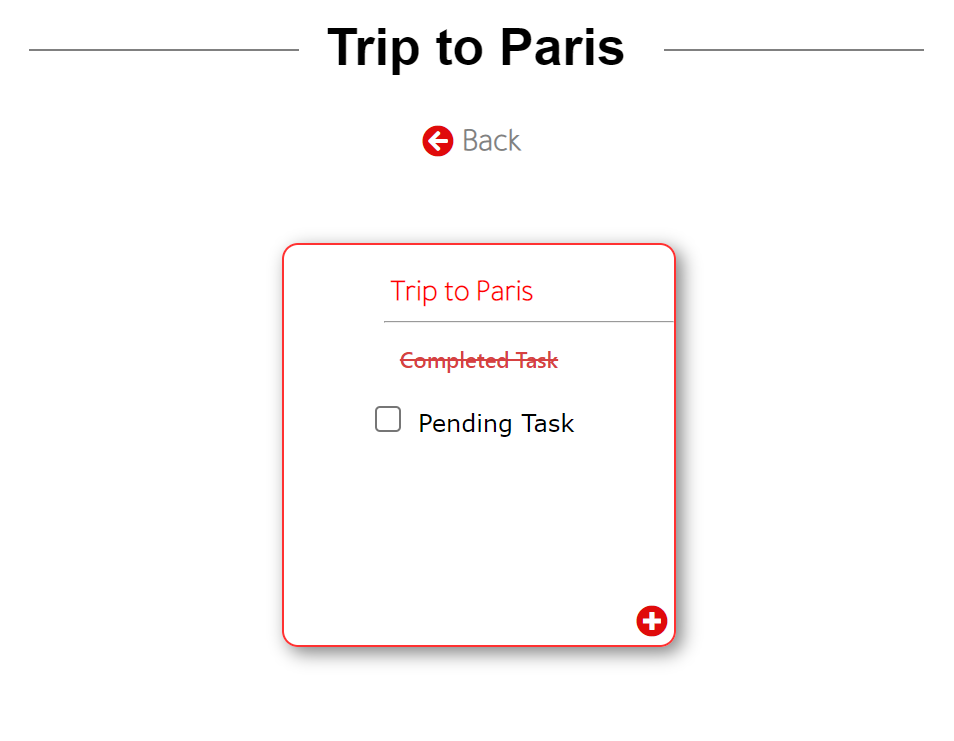 Trip to Paris
Back
Trip to Paris
Completed Task
Pending Task